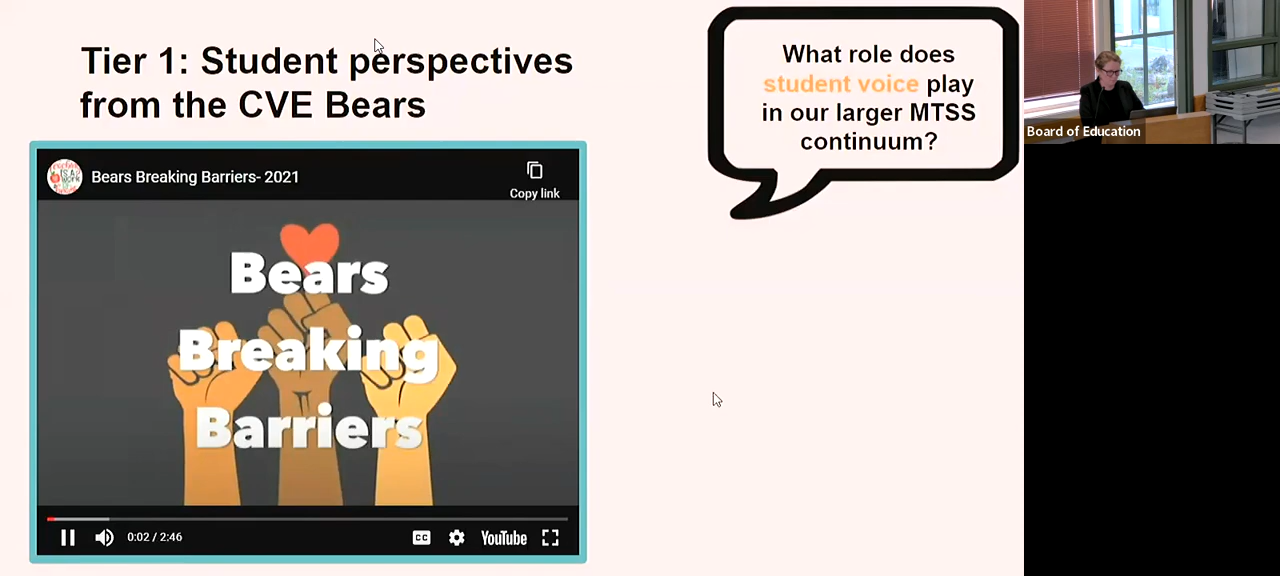 Tier 1: Student perspectives
from the CVE Bears
What role does
student voice play
in our larger MTSS
continuum?
Board of Education
Bears Breaking Barriers- 2021
Copy link
Bears
Breaking
Barriers
0:02 / 2:46
CC
YouTube